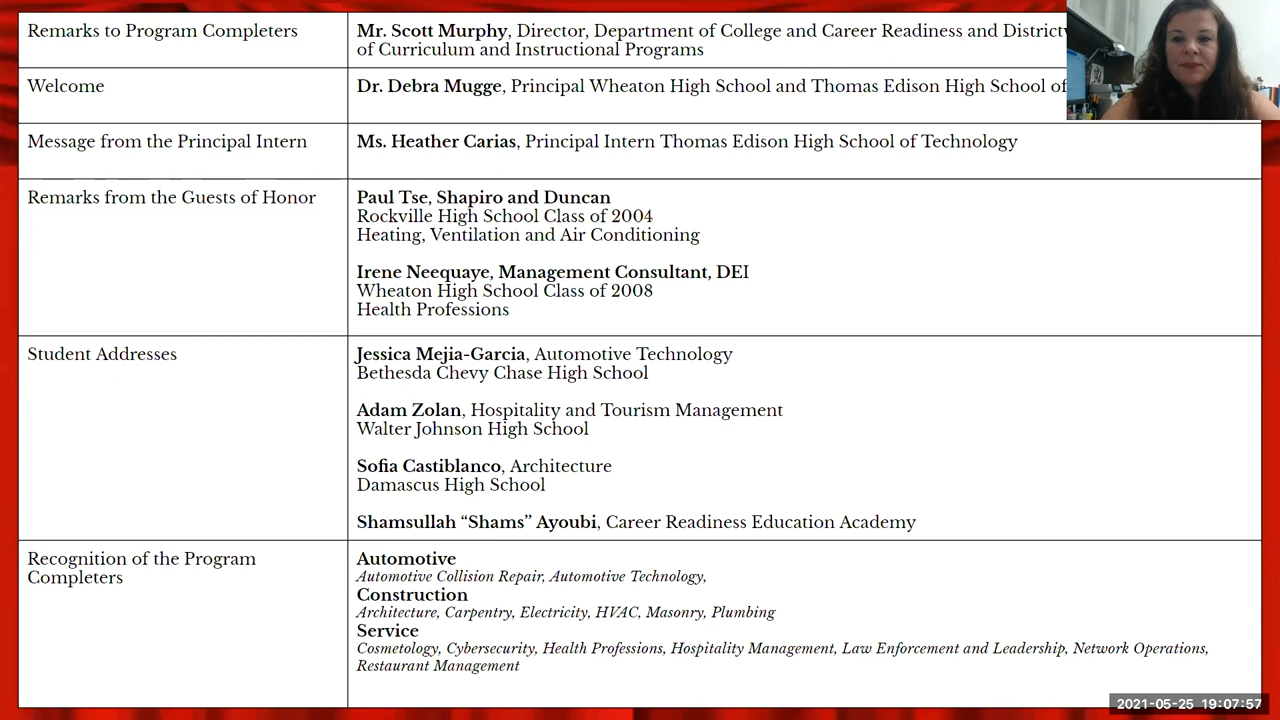 Remarks to Program Completers
Mr. Scott Murphy, Director, Department of College and Career Readiness and
of Curriculum and Instructional Programs
Welcome
Dr. Debra Mugge, Principal Wheaton High School and Thomas Edison High School of
Message from the Principal Intern
Ms. Heather Carias, Principal Intern Thomas Edison High School of Technology
Remarks from the Guests of Honor
Paul Tse, Shapiro and Duncan
Rockville High School Class of 2004
Heating, Ventilation and Air Conditioning
Irene Neequaye, Management Consultant, DEI
Wheaton High School Class of 2008
Health Professions
Student Addresses
Jessica Mejia-Garcia, Automotive Technology
Bethesda Chevy Chase High School
Adam Zolan, Hospitality and Tourism Management
Walter Johnson High School
Sofia Castiblanco, Architecture
Damascus High School
Shamsullah “Shams” Ayoubi, Career Readiness Education Academy
Recognition of the Program
Completers
Automotive
Automotive Collision Repair, Automotive Technology,
Construction
Architecture, Carpentry, Electricity, HVAC, Masonry, Plumbing
Service
Cosmetology, Cybersecurity, Health Professions, Hospitality Management, Law Enforcement and Leadership, Network Operations,
Restaurant Management
2021-05-25 19:07:57